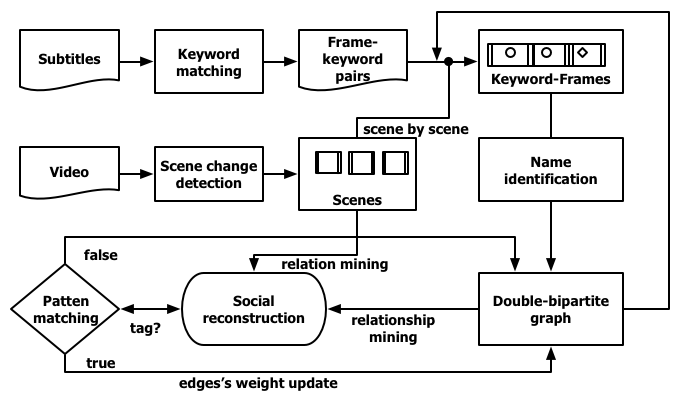 Subtitles
Keyword
matching
Frame-
keyword
pairs
Keyword-Frames
scene by scene
Video
Scene change
detection
Scenes
Name
identification
false
relation mining
Patten
matching
tag?
Social
reconstruction
relationship
mining
Double-bipartite
graph
true
edges's weight update